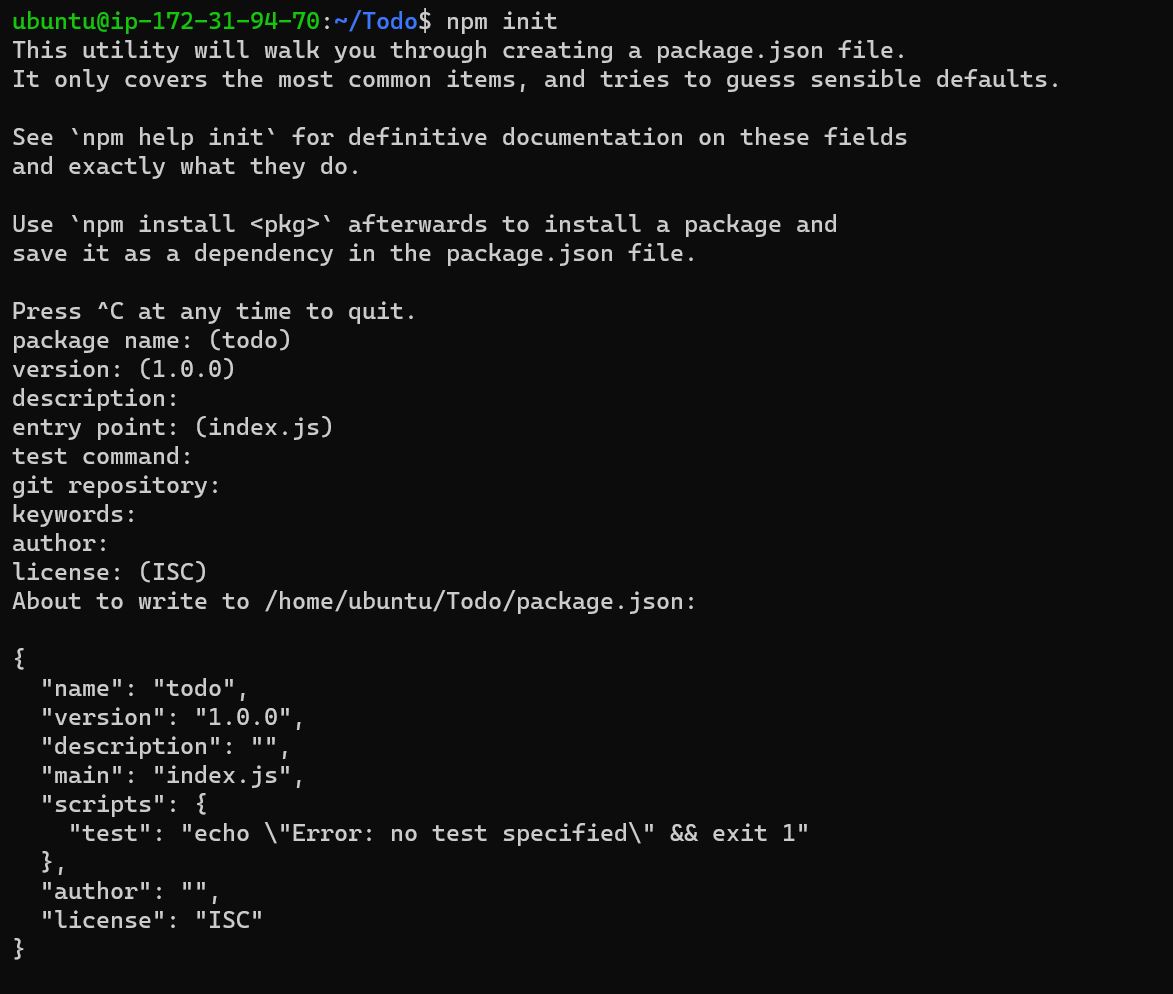 ubuntu@ip-172-31-94-70:~/Todo$ npm init
This utility will walk you through creating a package.json file.
It only covers the most common items, and tries to guess sensible defaults.

See `npm help init` for definitive documentation on these fields
and exactly what they do.

Use `npm install <pkg>` afterwards to install a package and
save it as a dependency in the package.json file.

Press ^C at any time to quit.
package name: (todo)
version: (1.0.0)
description:
entry point: (index.js)
test command:
git repository:
keywords:
author:
license: (ISC)
About to write to /home/ubuntu/Todo/package.json:

{
  "name": "todo",
  "version": "1.0.0",
  "description": "",
  "main": "index.js",
  "scripts": {
    "test": "echo \"Error: no test specified\" && exit 1"
  },
  "author": "",
  "license": "ISC"
}